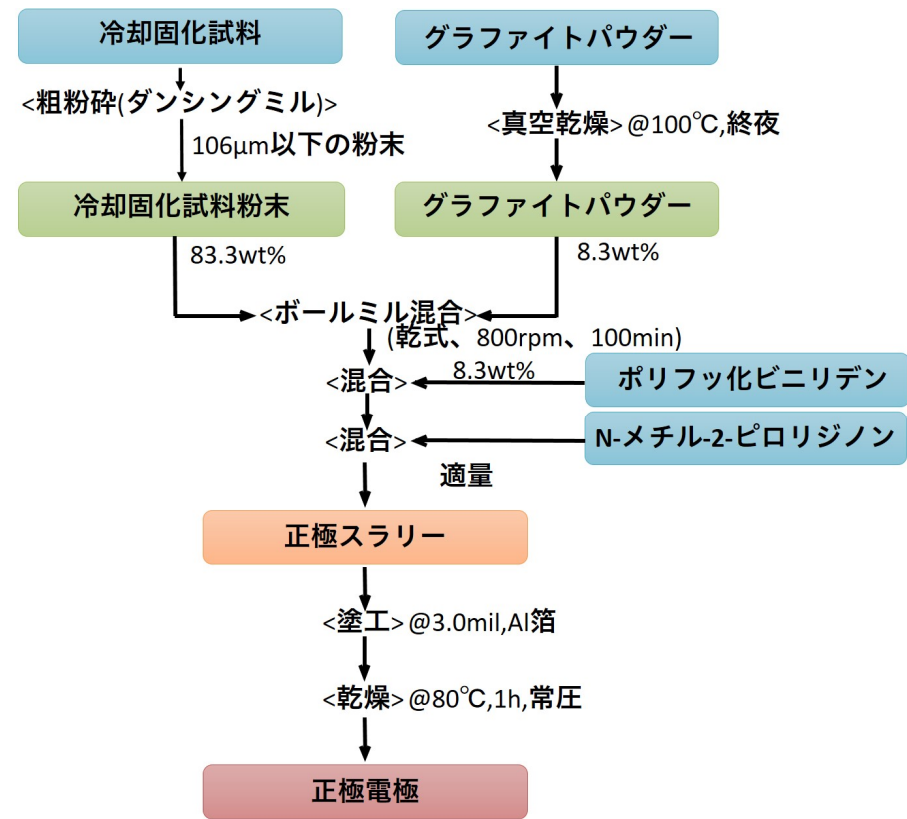 冷却固化試料
グラファイトパウダー
<粗粉砕(ダンシングミル)>
<真空乾燥>@100℃,終夜
106μm以下の粉末
冷却固化試料粉末
グラファイトパウダー
83.3wt%
8.3wt%
<ボールミル混合>
(乾式、800rpm、100min)
<混合>
8.3wt%
ポリフッ化ビニリデン
<混合>
N-メチル-2-ピロリジノン
適量
正極スラリー
<塗工>@3.0mil,Al箔
<乾燥>@80℃,1h,常圧
正極電極